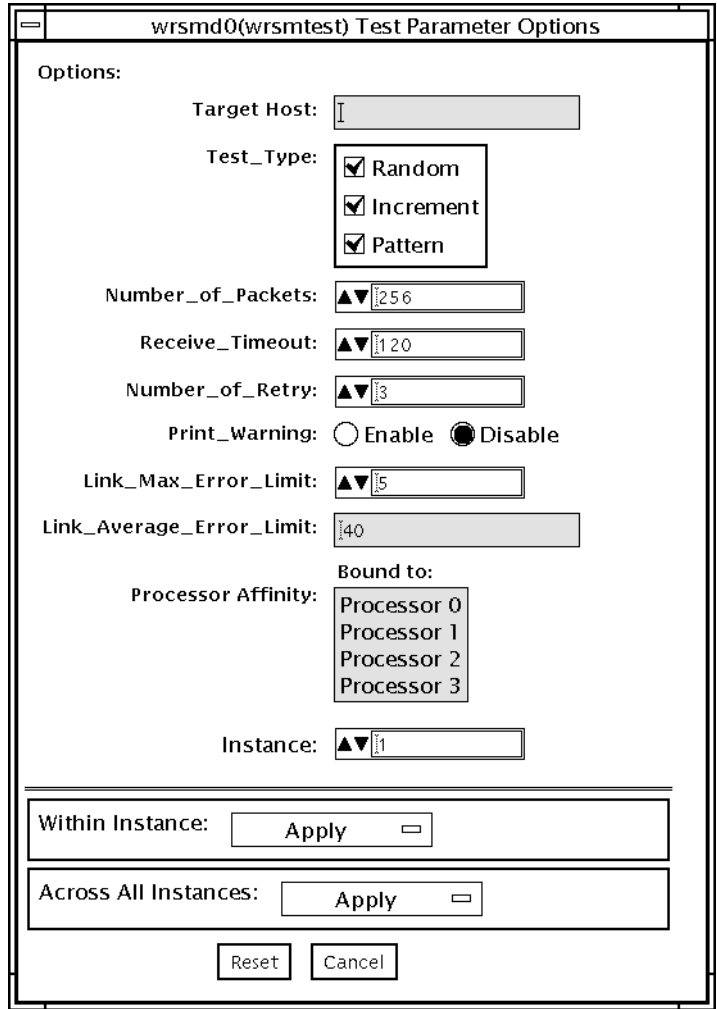 wrsmd0(wrsmtest) Test Parameter Options
Options:
Target Host:
Test_Type:
Random
Increment
Pattern
Number_of_Packets: 256
Receive_Timeout: 120
Number_of_Retry: 3
Print_Warning: Enable Disable
Link_Max_Error_Limit: 5
Link_Average_Error_Limit: 40
Bound to:
Processor Affinity:
Processor 0
Processor 1
Processor 2
Processor 3
Instance: 1
Within Instance: Apply
Across All Instances: Apply
Reset Cancel